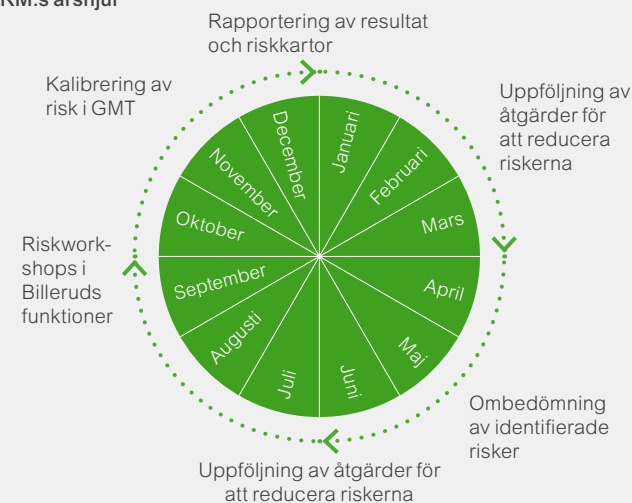 RM:s årshjul
Rapportering av resultat
och riskkartor
Kalibrering av
risk i GMT
Uppföljning av
åtgärder för
att reducera
riskerna
Januari
Februari
Mars
April
Maj
Juni
Juli
Augusti
September
Oktober
November
December
Riskwork-
shops i
Billeruds
funktioner
Ombedömning
av identifierade
risker
Uppföljning av åtgärder för
att reducera riskerna